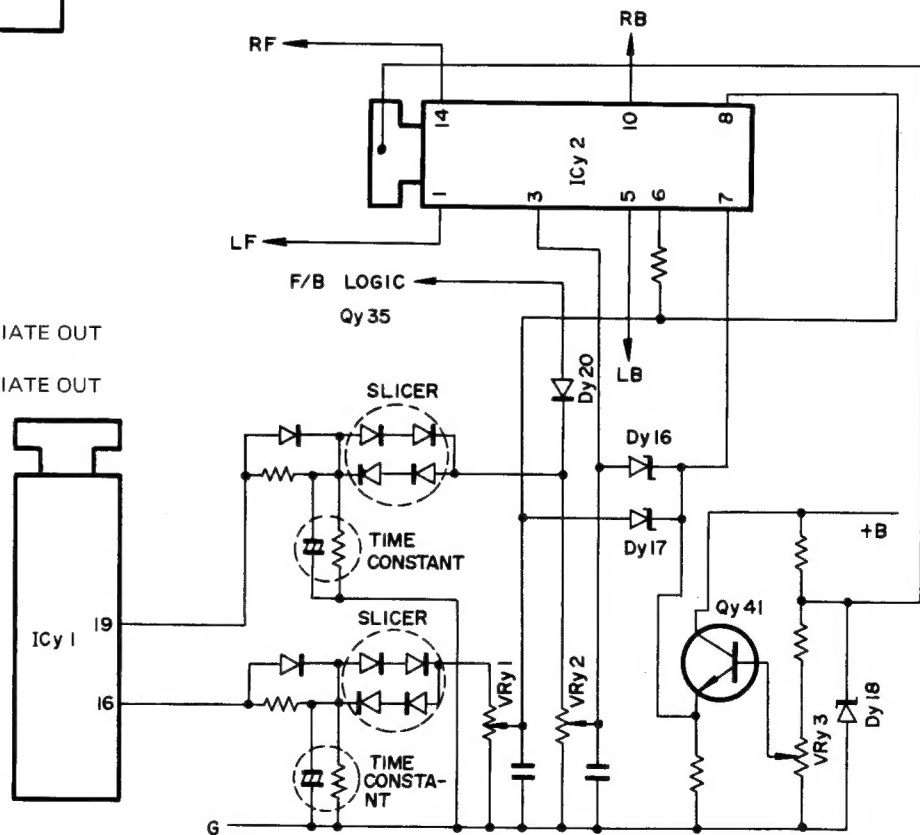 RB
RF
14
10
8
ICy 2
1
3
5
6
7
LF
F/B LOGIC
Qy 35
IATE OUT
LB
Dy 20
IATE OUT
SLICER
Dy 16
TIME
CONSTANT
Dy 17
+B
SLICER
Qy 41
ICy 1
19
16
VRy 1
VRy 2
VRy 3
Dy 18
TIME
CONSTA-
NT
G